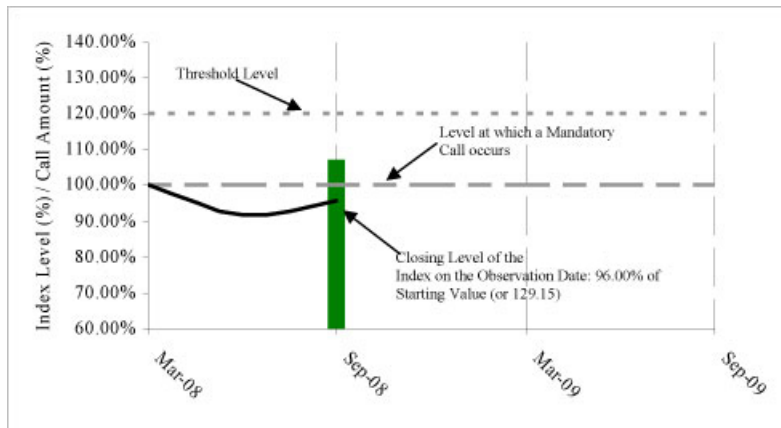 140.00%
130.00%
120.00%
110.00%
100.00%
90.00%
80.00%
70.00%
60.00%
Index Level (%) / Call Amount (%)
Threshold Level
Level at which a Mandatory
Call occurs
Closing Level of the
Index on the Observation Date: 96.00% of
Starting Value (or 129.15)
Mar-08
Sep-08
Mar-09
Sep-09